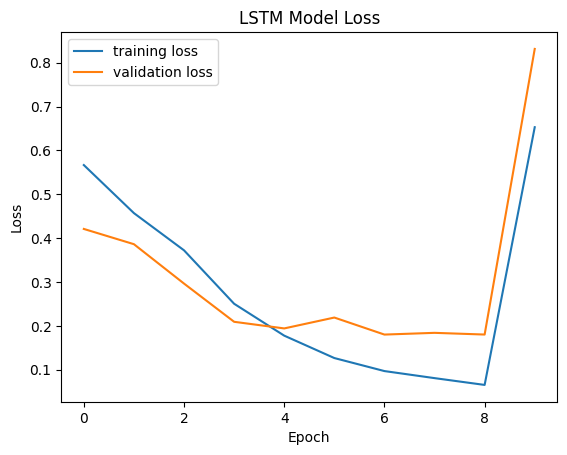 LSTM Model Loss
training loss
validation loss
0.8
0.7
0.6
0.5
0.4
0.3
0.2
0.1
Loss
0 2 4 6 8
Epoch